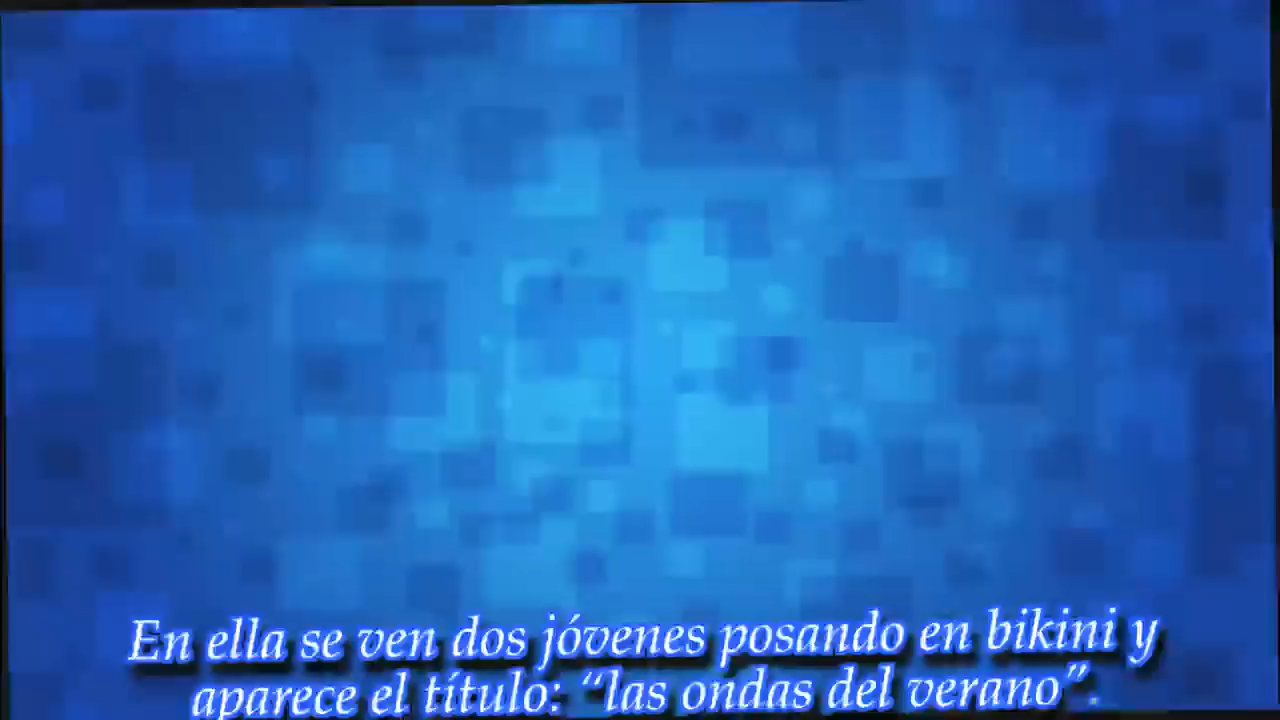 En ella se ven dos jóvenes posando en bikini y
aparece el título: “las ondas del verano”.